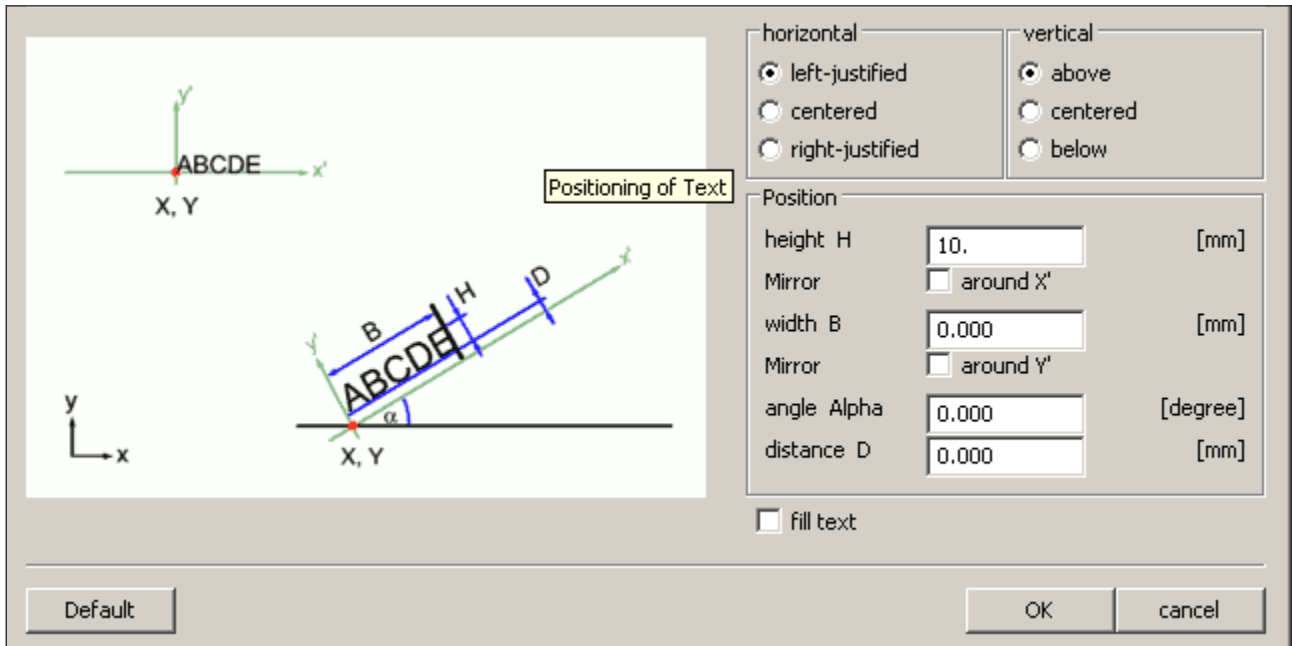 y'
ABCDE
x'
X, Y
Positioning of Text
x'
D
H
B
y'
ABCDE
α
X, Y
y
x
horizontal
left-justified
centered
right-justified
vertical
above
centered
below
Position
height H 10. [mm]
Mirror around X'
width B 0.000 [mm]
Mirror around Y'
angle Alpha 0.000 [degree]
distance D 0.000 [mm]
fill text
Default OK cancel